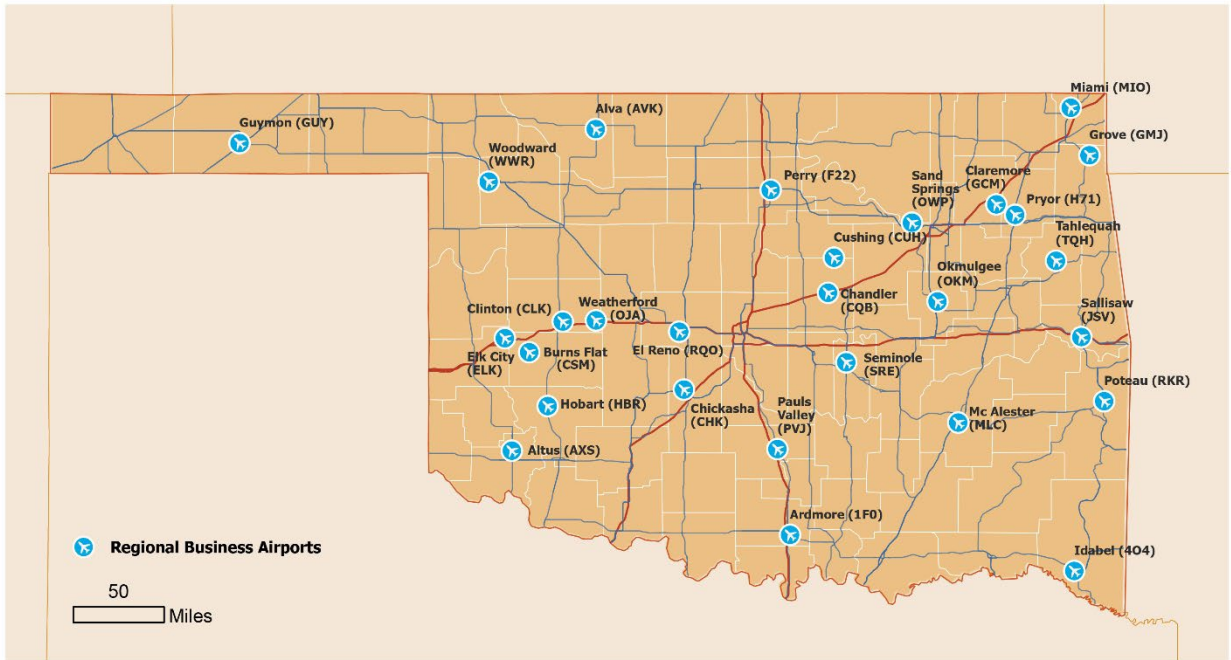 Miami (MIO)
Alva (AVK)
Guymon (GUY)
Grove (GMJ)
Woodward
(WWR)
Perry (F22)
Sand
Springs
(OWP)
Claremore
(GCM)
Pryor (H71)
Tahlequah
(TQH)
Cushing (CUH)
Okmulgee
(OKM)
Chandler
(CQB)
Clinton (CLK)
Weatherford
(OJA)
Sallisaw
(JSV)
Elk City
(ELK)
Burns Flat
(CSM)
El Reno (RQO)
Seminole
(SRE)
Poteau (RKR)
Hobart (HBR)
Chickasha
(CHK)
Pauls
Valley
(PVJ)
Mc Alester
(MLC)
Altus (AXS)
Ardmore (1F0)
Idabel (4O4)
Regional Business Airports
50
Miles